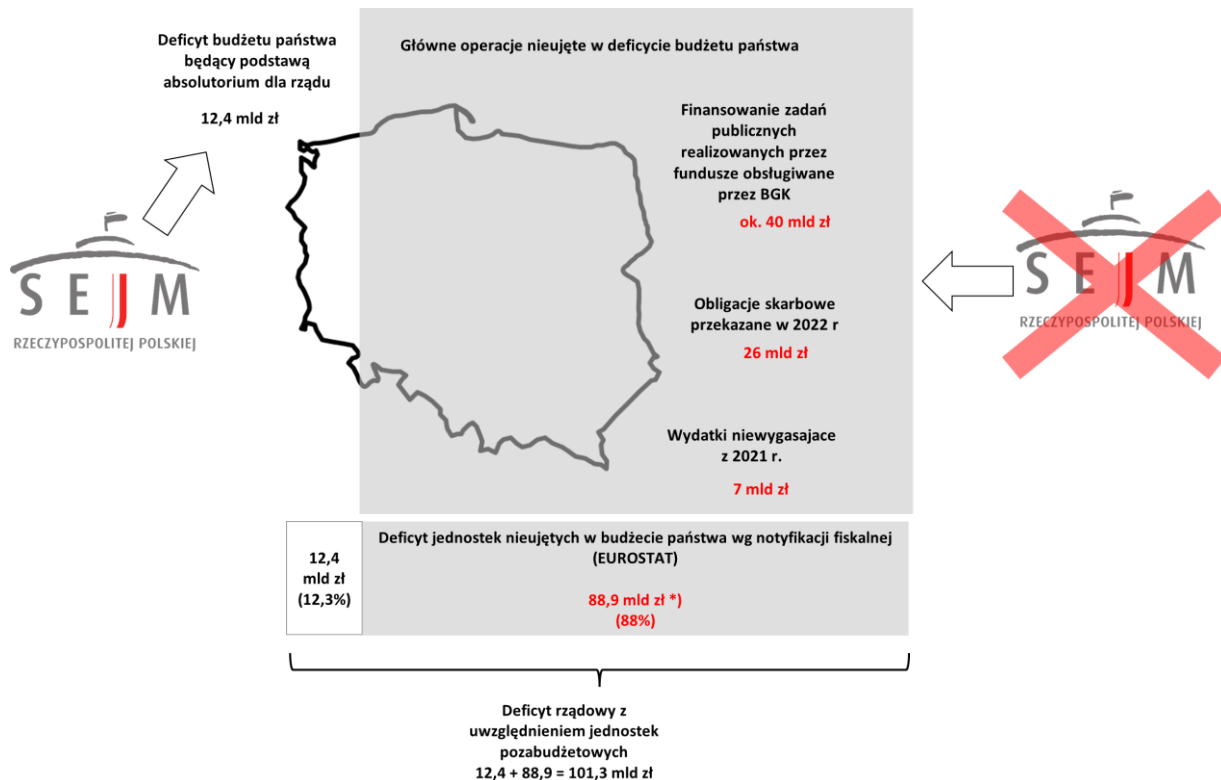 Deficyt budżetu państwa
będący podstawą
absolutorium dla rządu
12,4 mld zł
Główne operacje nieujęte w deficycie budżetu państwa
Finansowanie zadań
publicznych
realizowanych przez
fundusze obsługiwane
przez BGK
ok. 40 mld zł
SEJM
RZECZYPOSPOLITEJ POLSKIEJ
SEJM
RZECZYPOSPOLITEJ POLSKIEJ
Obligacje skarbowe
przekazane w 2022 r
26 mld zł
Wydatki niewygasajace
z 2021 r.
7 mld zł
12,4
mld zł
(12,3%)
Deficyt jednostek nieujętych w budżecie państwa wg notyfikacji fiskalnej
(EUROSTAT)
88,9 mld zł *)
(88%)
Deficyt rządowy z
uwzględnieniem jednostek
pozabudżetowych
12,4 + 88,9 = 101,3 mld zł